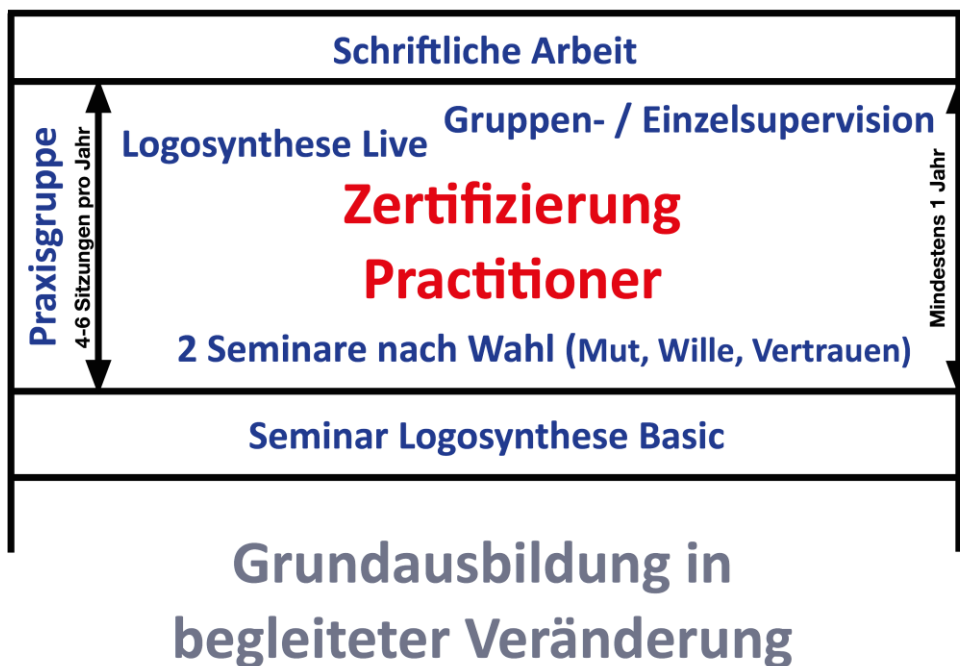 Schriftliche Arbeit
Praxisgruppe
4-6 Sitzungen pro Jahr
Logosynthese Live
Gruppen- / Einzelsupervision
Zertifizierung
Practitioner
2 Seminare nach Wahl (Mut, Wille, Vertrauen)
Mindestens 1 Jahr
Seminar Logosynthese Basic
Grundausbildung in
begleiteter Veränderung